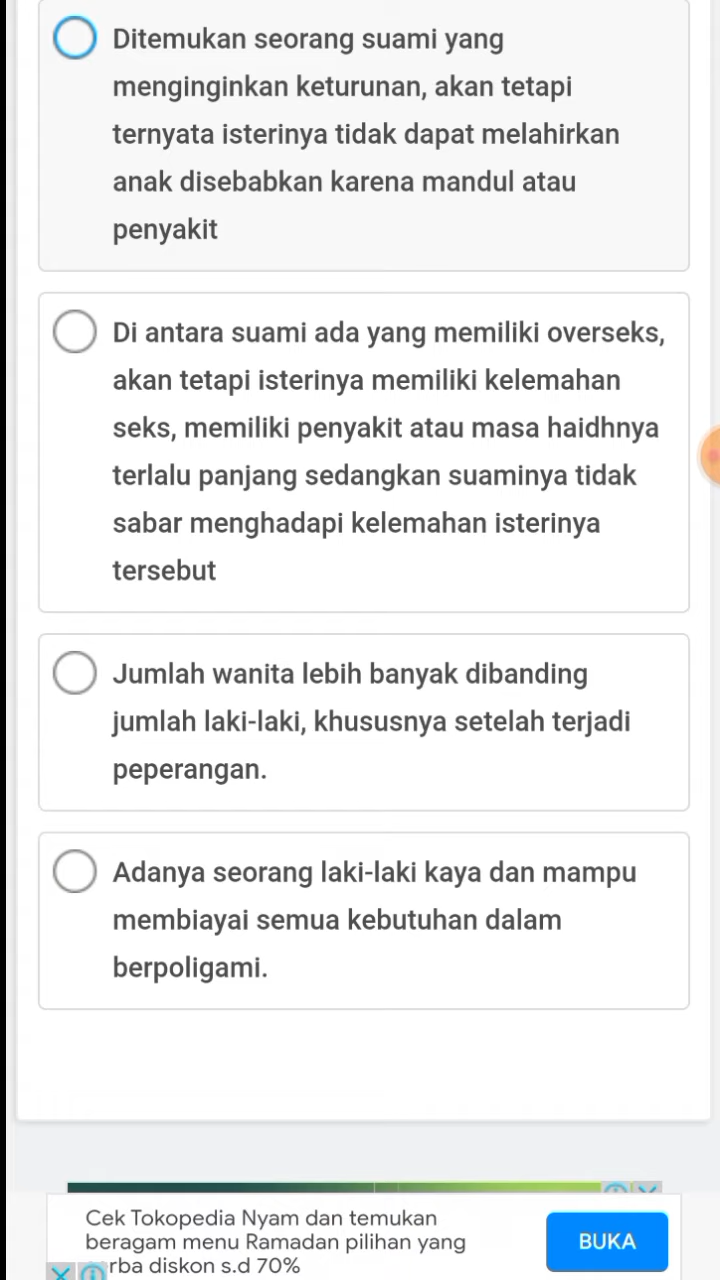 Ditemukan seorang suami yang
menginginkan keturunan, akan tetapi
ternyata isterinya tidak dapat melahirkan
anak disebabkan karena mandul atau
penyakit
Di antara suami ada yang memiliki overseks,
akan tetapi isterinya memiliki kelemahan
seks, memiliki penyakit atau masa haidhnya
terlalu panjang sedangkan suaminya tidak
sabar menghadapi kelemahan isterinya
tersebut
Jumlah wanita lebih banyak dibanding
jumlah laki-laki, khususnya setelah terjadi
peperangan.
Adanya seorang laki-laki kaya dan mampu
membiayai semua kebutuhan dalam
berpoligami.
Cek Tokopedia Nyam dan temukan
beragam menu Ramadan pilihan yang
rba diskon s.d 70%
BUKA